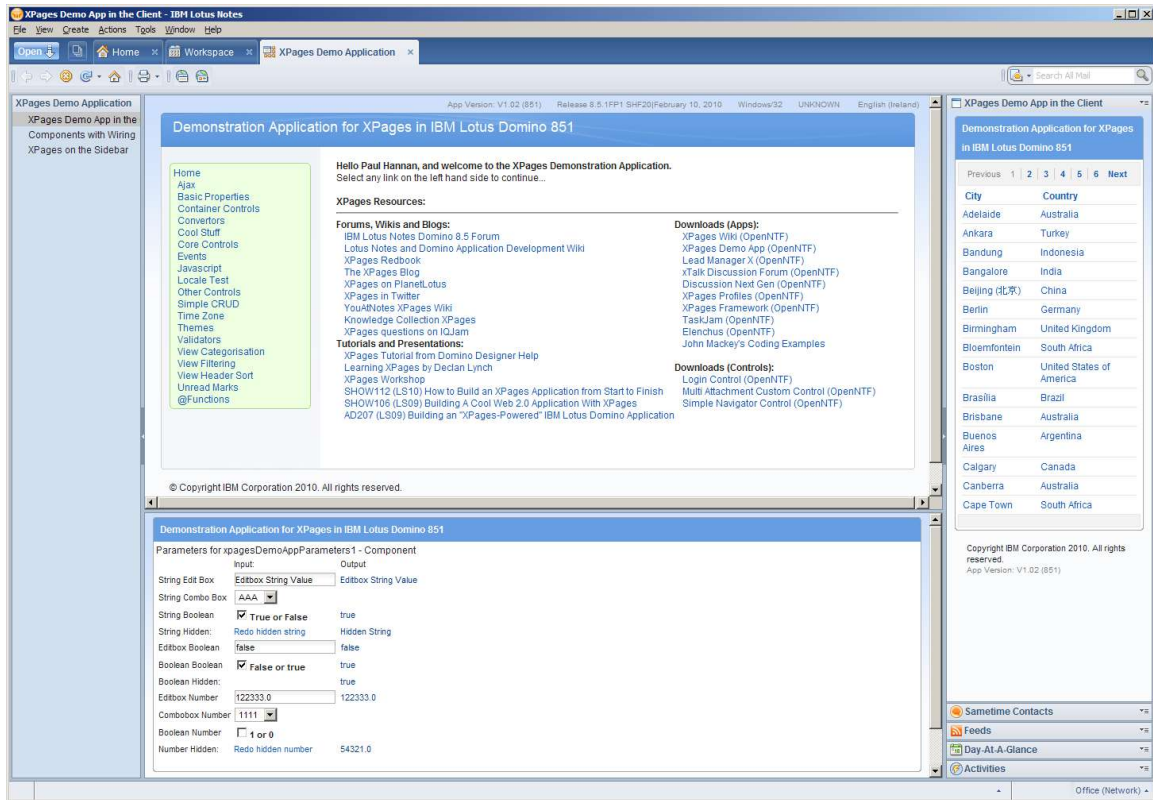 XPages Demo App in the Client - IBM Lotus Notes
File View Create Actions Tools Window Help
Open Home Workspace XPages Demo Application
Search All Mail
XPages Demo Application
XPages Demo App in the
Components with Wiring
XPages on the Sidebar
App Version: V1.02 (851) Release 8.5.1FP1 SHF20(February 10, 2010 Windows/32 UNKNOWN English (Ireland)
Demonstration Application for XPages in IBM Lotus Domino 851
Home
Ajax
Basic Properties
Container Controls
Convertors
Cool Stuff
Core Controls
Events
Javascript
Locale Test
Other Controls
Simple CRUD
Time Zone
Themes
Validators
View Categorisation
View Filtering
View Header Sort
Unread Marks
@Functions
Hello Paul Hannan, and welcome to the XPages Demonstration Application.
Select any link on the left hand side to continue...
XPages Resources:
Forums, Wikis and Blogs:
IBM Lotus Notes Domino 8.5 Forum
Lotus Notes and Domino Application Development Wiki
XPages Redbook
The XPages Blog
XPages on PlanetLotus
XPages in Twitter
YouAtNotes XPages Wiki
Knowledge Collection XPages
XPages questions on IQJam
Tutorials and Presentations:
XPages Tutorial from Domino Designer Help
Learning XPages by Declan Lynch
XPages Workshop
SHOW112 (LS10) How to Build an XPages Application from Start to Finish
SHOW106 (LS09) Building A Cool Web 2.0 Application With XPages
AD207 (LS09) Building an "XPages-Powered" IBM Lotus Domino Application
Downloads (Apps):
XPages Wiki (OpenNTF)
XPages Demo App (OpenNTF)
Lead Manager X (OpenNTF)
xTalk Discussion Forum (OpenNTF)
Discussion Next Gen (OpenNTF)
XPages Profiles (OpenNTF)
XPages Framework (OpenNTF)
TaskJam (OpenNTF)
Elenchus (OpenNTF)
John Mackey's Coding Examples
Downloads (Controls):
Login Control (OpenNTF)
Multi Attachment Custom Control (OpenNTF)
Simple Navigator Control (OpenNTF)
© Copyright IBM Corporation 2010. All rights reserved.
Demonstration Application for XPages in IBM Lotus Domino 851
Parameters for xpagesDemoAppParameters1 - Component
Input: Output
String Edit Box Editbox String Value Editbox String Value
String Combo Box AAA
String Boolean True or False true
String Hidden: Redo hidden string Hidden String
Editbox Boolean false false
Boolean Boolean False or true true
Boolean Hidden: true
Editbox Number 122333.0 122333.0
Combobox Number 1111
Boolean Number 1 or 0
Number Hidden: Redo hidden number 54321.0
XPages Demo App in the Client
Demonstration Application for XPages
in IBM Lotus Domino 851
Previous 1 2 3 4 5 6 Next
City Country
Adelaide Australia
Ankara Turkey
Bandung Indonesia
Bangalore India
Beijing (北京) China
Berlin Germany
Birmingham United Kingdom
Bloemfontein South Africa
Boston United States of
America
Brasília Brazil
Brisbane Australia
Buenos Argentina
Aires
Calgary Canada
Canberra Australia
Cape Town South Africa
Copyright IBM Corporation 2010. All rights
reserved.
App Version: V1.02 (851)
Sametime Contacts
Feeds
Day-At-A-Glance
Activities
Office (Network)